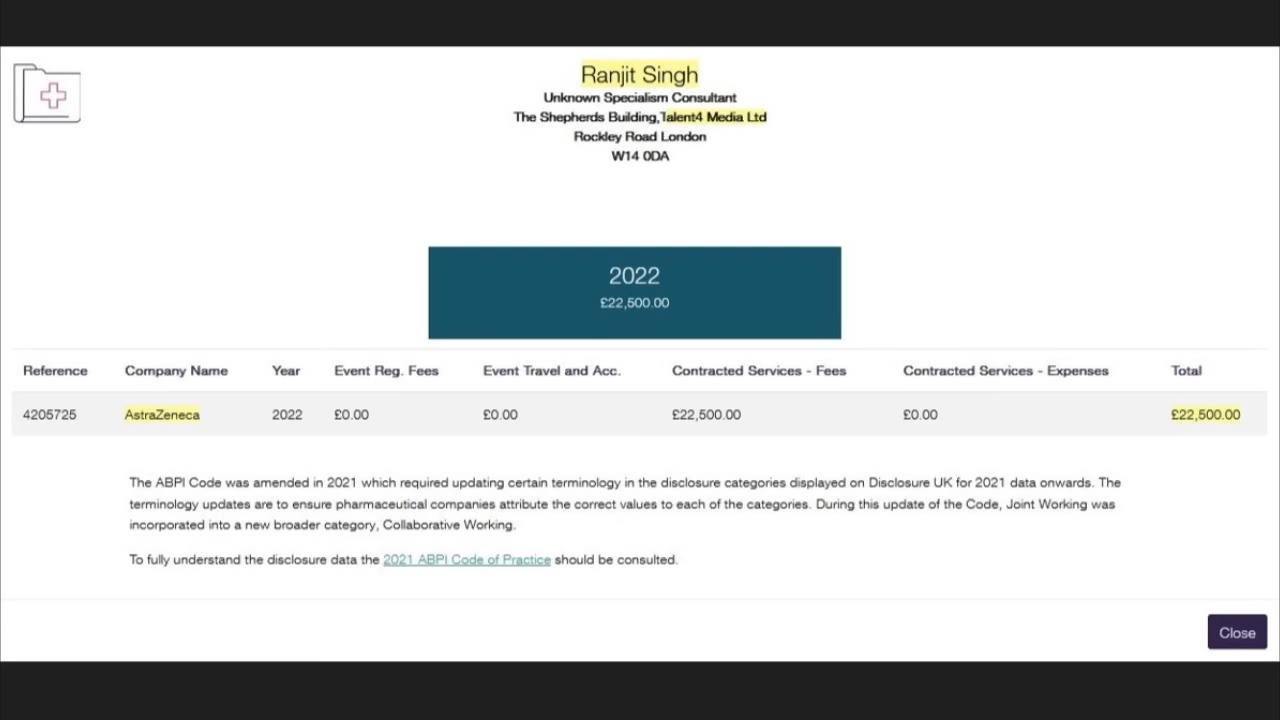 Ranjit Singh
Unknown Specialism Consultant
The Shepherds Building,Talent4 Media Ltd
Rockley Road London
W14 0DA
2022
£22,500.00
Reference Company Name Year Event Reg. Fees Event Travel and Acc. Contracted Services - Fees Contracted Services - Expenses Total
4205725 AstraZeneca 2022 £0.00 £0.00 £22,500.00 £0.00 £22,500.00
The ABPI Code was amended in 2021 which required updating certain terminology in the disclosure categories displayed on Disclosure UK for 2021 data onwards. The
terminology updates are to ensure pharmaceutical companies attribute the correct values to each of the categories. During this update of the Code, Joint Working was
incorporated into a new broader category, Collaborative Working.
To fully understand the disclosure data the 2021 ABPI Code of Practice should be consulted.
Close